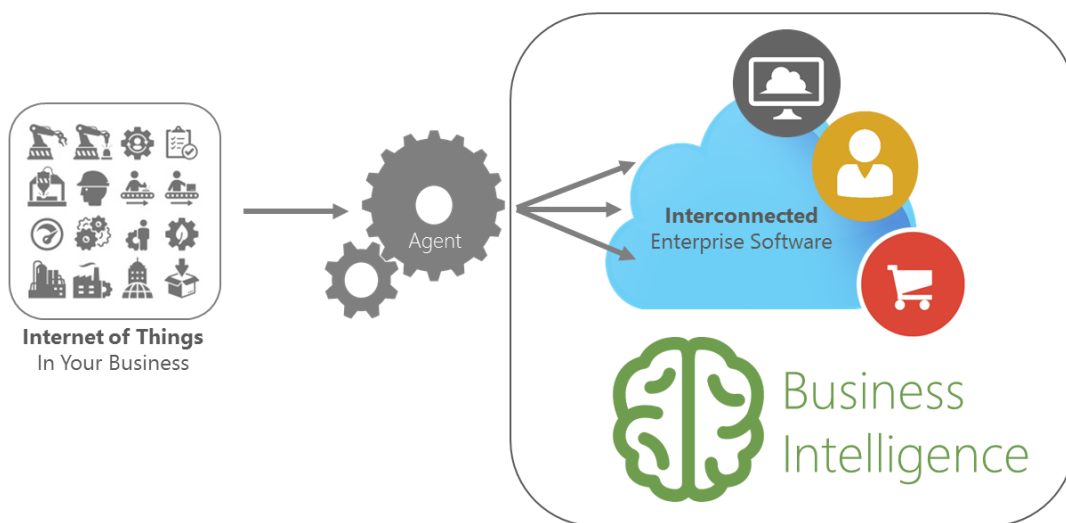 Internet of Things
In Your Business
Agent
Interconnected
Enterprise Software
Business
Intelligence